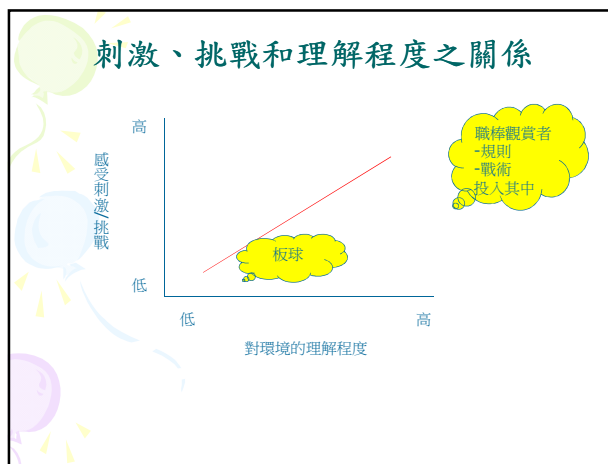 刺激、挑戰和理解程度之關係
高
感受刺激/挑戰
低
職棒觀賞者
-規則
-戰術
投入其中
板球
低
高
對環境的理解程度